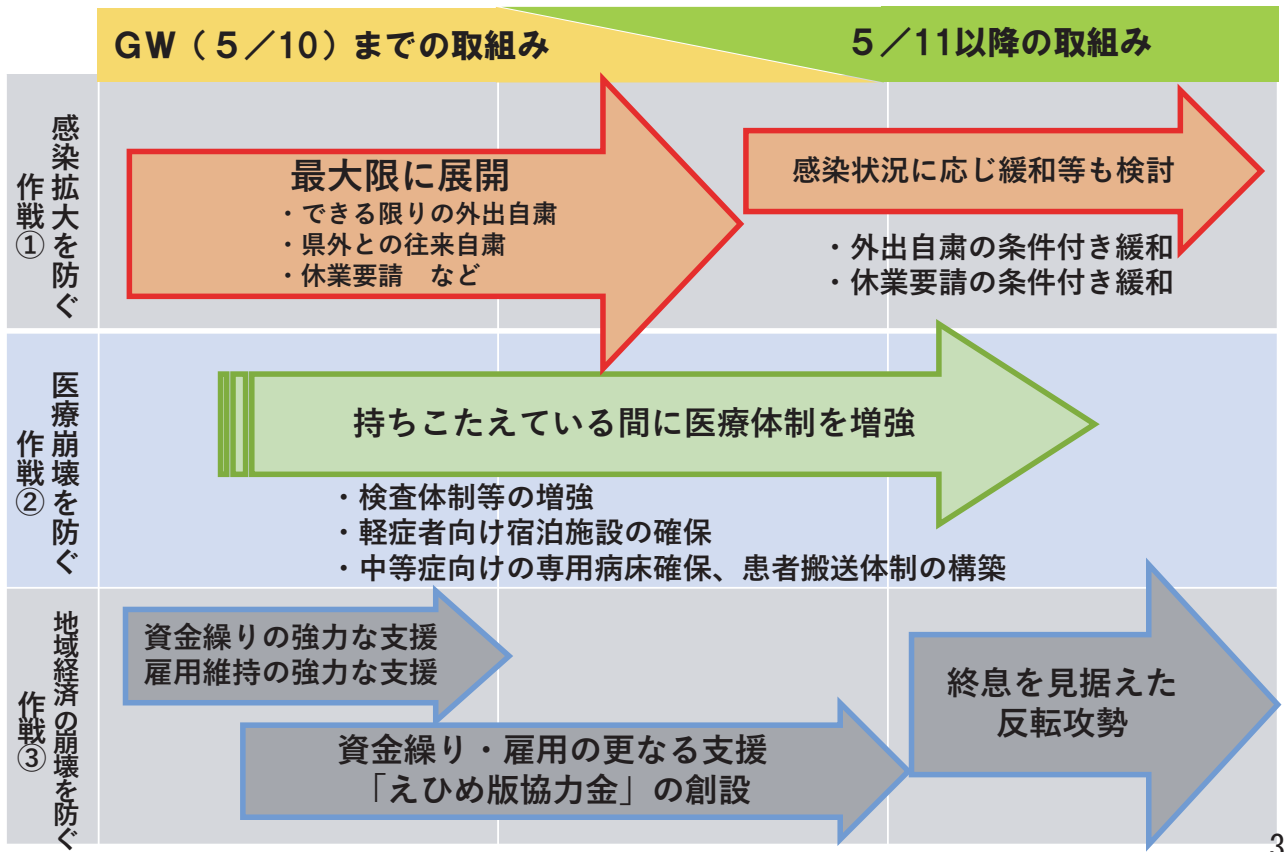 GW(5/10)までの取組み
5/11以降の取組み
作戦①
感染拡大を防ぐ
最大限に展開
・できる限りの外出自粛
・県外との往来自粛
・休業要請 など
感染状況に応じ緩和等も検討
・外出自粛の条件付き緩和
・休業要請の条件付き緩和
作戦②
医療崩壊を防ぐ
持ちこたえている間に医療体制を増強
・検査体制等の増強
・軽症者向け宿泊施設の確保
・中等症向けの専用病床確保、患者搬送体制の構築
作戦③
地域経済の崩壊を防ぐ
資金繰りの強力な支援
雇用維持の強力な支援
資金繰り・雇用の更なる支援
「えひめ版協力金」の創設
終息を見据えた
反転攻勢
3